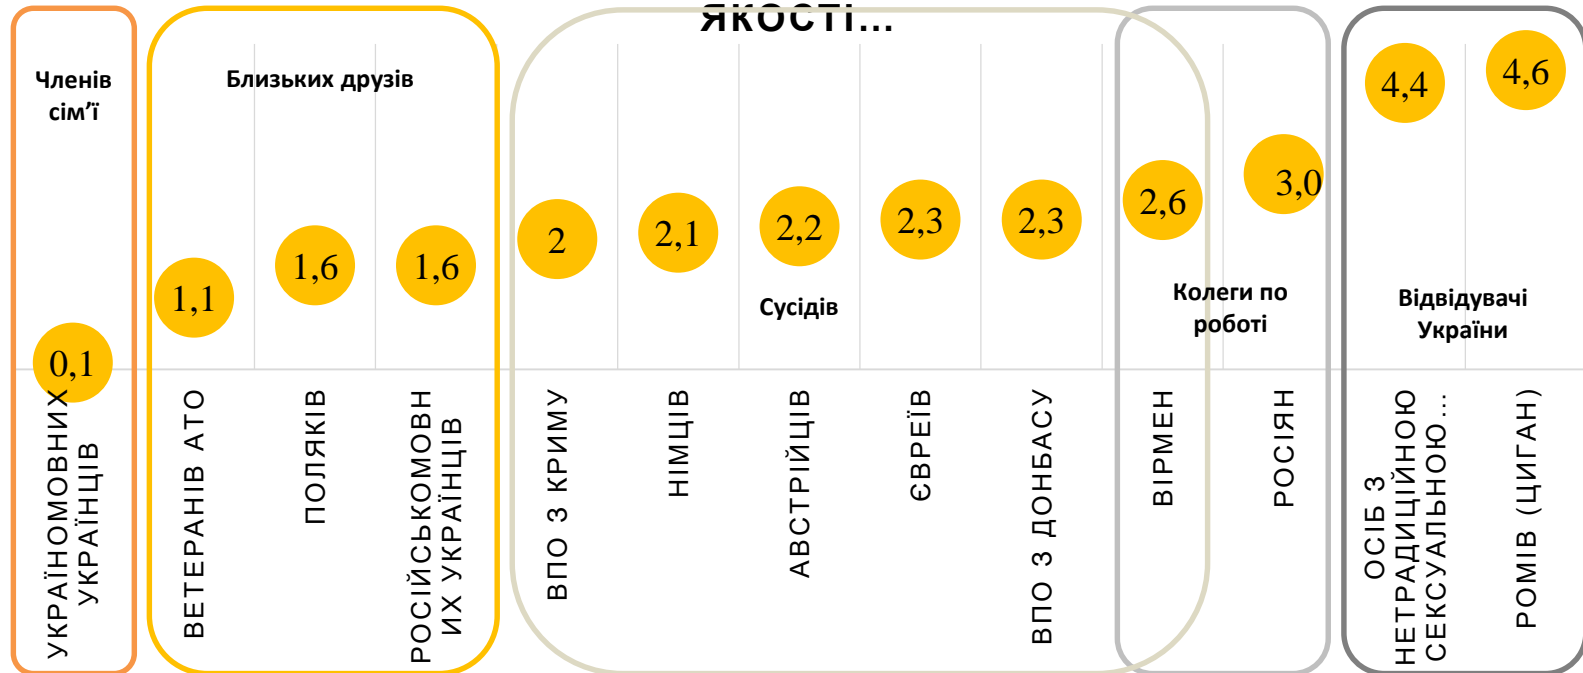 ЯКОСТІ...
Членів
сім’ї
Близьких друзів
Сусідів
Колеги по
роботі
Відвідувачі
України
0,1
1,1
1,6
1,6
2
2,1
2,2
2,3
2,3
2,6
3,0
4,4
4,6
УКРАЇНОМОВНИХ
УКРАЇНЦІВ
ВЕТЕРАНІВ АТО
ПОЛЯКІВ
РОСІЙСЬКОМОВН
ИХ УКРАЇНЦІВ
ВПО З КРИМУ
НІМЦІВ
АВСТРІЙЦІВ
ЄВРЕЇВ
ВПО З ДОНБАСУ
ВІРМЕН
РОСІЯН
ОСІБ З
НЕТРАДИЦІЙНОЮ
СЕКСУАЛЬНОЮ...
РОМІВ (ЦИГАН)